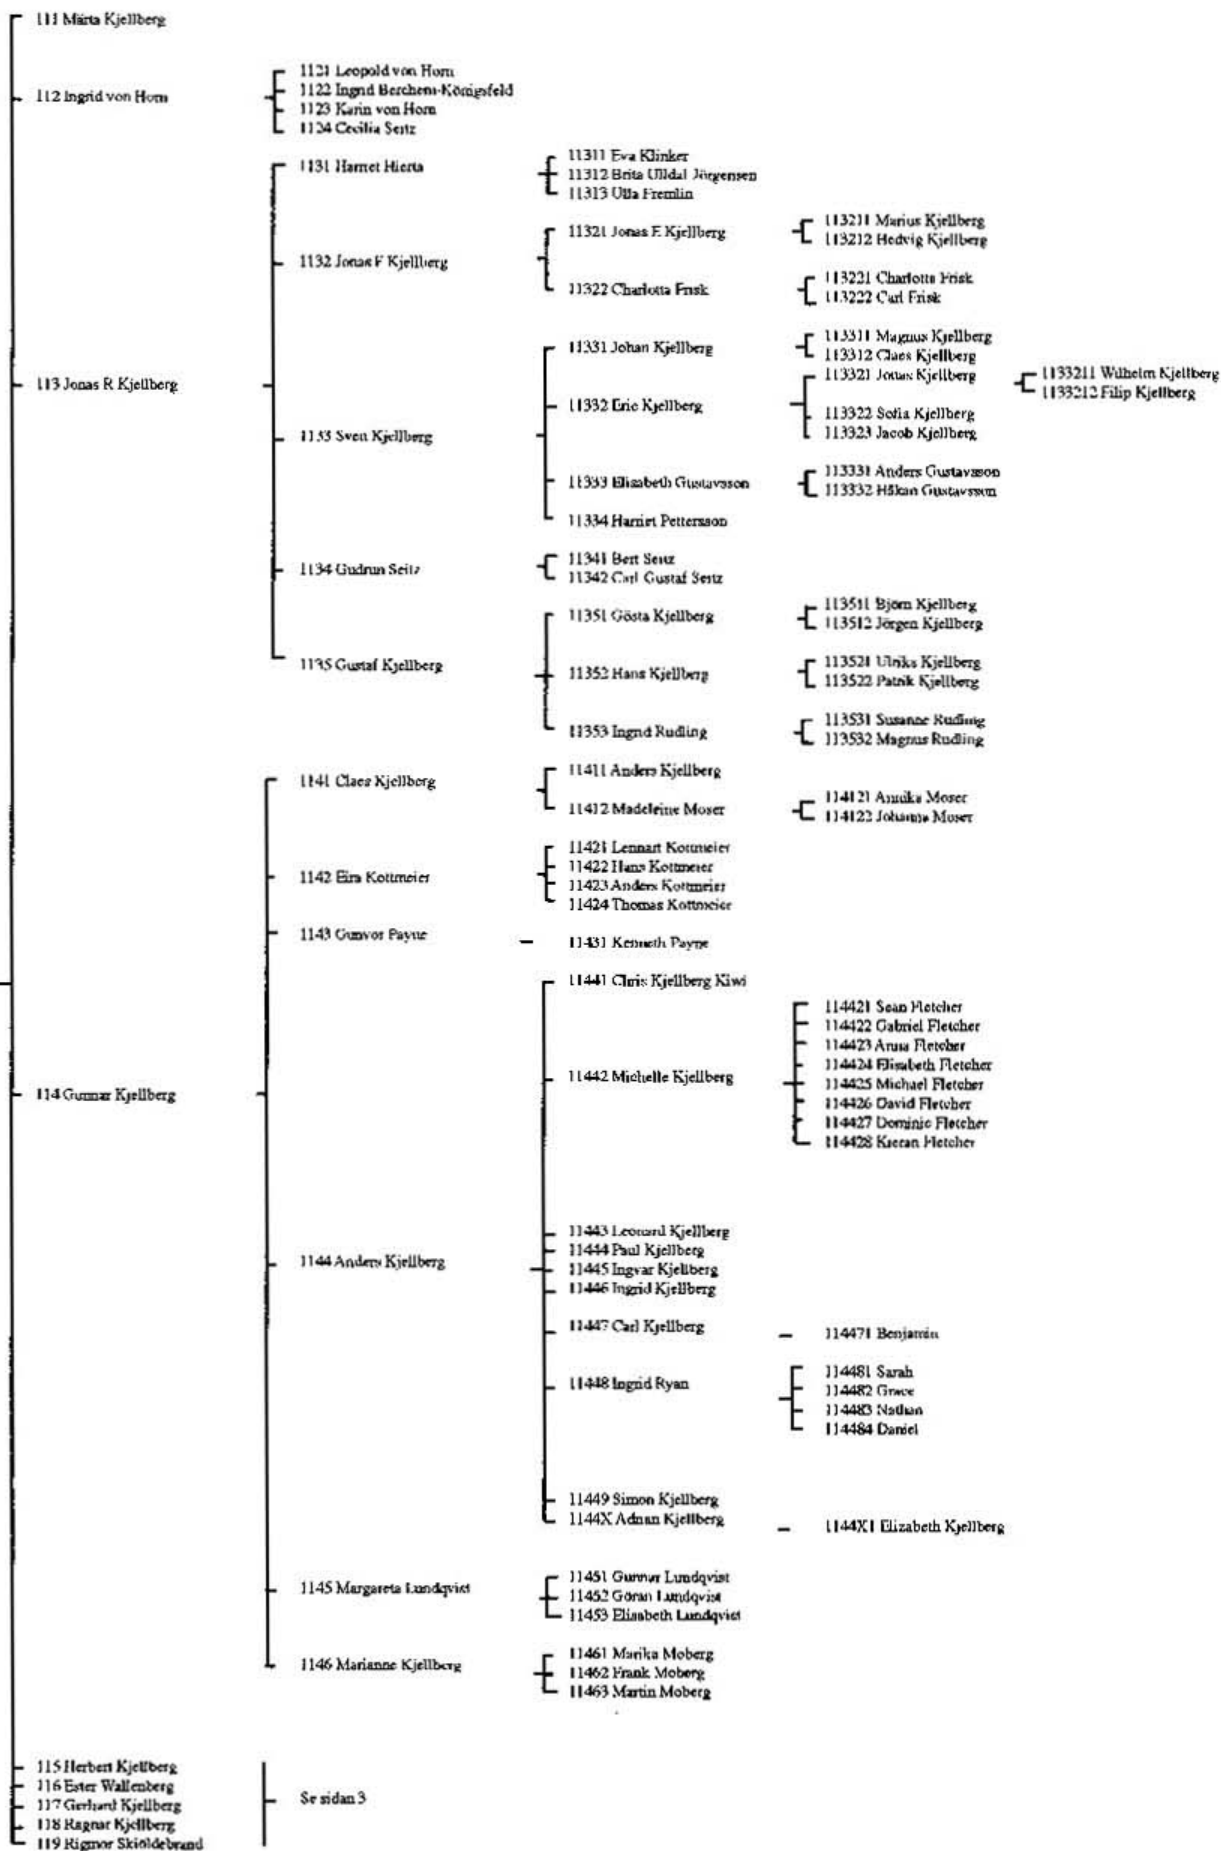 111 Märta Kjellberg
112 Ingrid von Horn
1121 Leopold von Horn
1122 Ingrid Berchem-Königsfeld
1123 Karin von Horn
1124 Cecilia Seitz
113 Jonas R Kjellberg
1131 Harriet Hierta
11311 Eva Klinker
11312 Brita Ulldal Jörgensen
11313 Ulla Fremlin
1132 Jonas F Kjellberg
11321 Jonas E Kjellberg
113211 Marius Kjellberg
113212 Hedvig Kjellberg
11322 Charlotta Frisk
113221 Charlotta Frisk
113222 Carl Frisk
1133 Sven Kjellberg
11331 Johan Kjellberg
113311 Magnus Kjellberg
113312 Claes Kjellberg
11332 Eric Kjellberg
113321 Jonas Kjellberg
1133211 Wilhelm Kjellberg
1133212 Filip Kjellberg
113322 Sofia Kjellberg
113323 Jacob Kjellberg
11333 Elisabeth Gustavsson
113331 Anders Gustavsson
113332 Håkan Gustavsson
11334 Harriet Pettersson
1134 Gudrun Seitz
11341 Bert Seitz
11342 Carl Gustaf Seitz
1135 Gustaf Kjellberg
11351 Gösta Kjellberg
113511 Björn Kjellberg
113512 Jörgen Kjellberg
11352 Hans Kjellberg
113521 Ulrika Kjellberg
113522 Patrik Kjellberg
11353 Ingrid Rudling
113531 Susanne Rudling
113532 Magnus Rudling
114 Gunnar Kjellberg
1141 Claes Kjellberg
11411 Anders Kjellberg
11412 Madeleine Moser
114121 Annika Moser
114122 Johanna Moser
1142 Eira Kottmeier
11421 Lennart Kottmeier
11422 Hans Kottmeier
11423 Anders Kottmeier
11424 Thomas Kottmeier
1143 Gunvor Payne
11431 Kenneth Payne
1144 Anders Kjellberg
11441 Chris Kjellberg Kiwi
11442 Michelle Kjellberg
114421 Sean Fletcher
114422 Gabriel Fletcher
114423 Anna Fletcher
114424 Elisabeth Fletcher
114425 Michael Fletcher
114426 David Fletcher
114427 Dominic Fletcher
114428 Kieran Fletcher
11443 Leonard Kjellberg
11444 Paul Kjellberg
11445 Ingvar Kjellberg
11446 Ingrid Kjellberg
11447 Carl Kjellberg
114471 Benjamin
11448 Ingrid Ryan
114481 Sarah
114482 Grace
114483 Nathan
114484 Daniel
11449 Simon Kjellberg
1144X Adrian Kjellberg
1144X1 Elizabeth Kjellberg
1145 Margareta Lundqvist
11451 Gunnar Lundqvist
11452 Göran Lundqvist
11453 Elisabeth Lundqvist
1146 Marianne Kjellberg
11461 Marika Moberg
11462 Frank Moberg
11463 Martin Moberg
115 Herbert Kjellberg
116 Ester Wallenberg
117 Gerhard Kjellberg
118 Ragnar Kjellberg
119 Rigmor Skiöldebrand
Se sidan 3